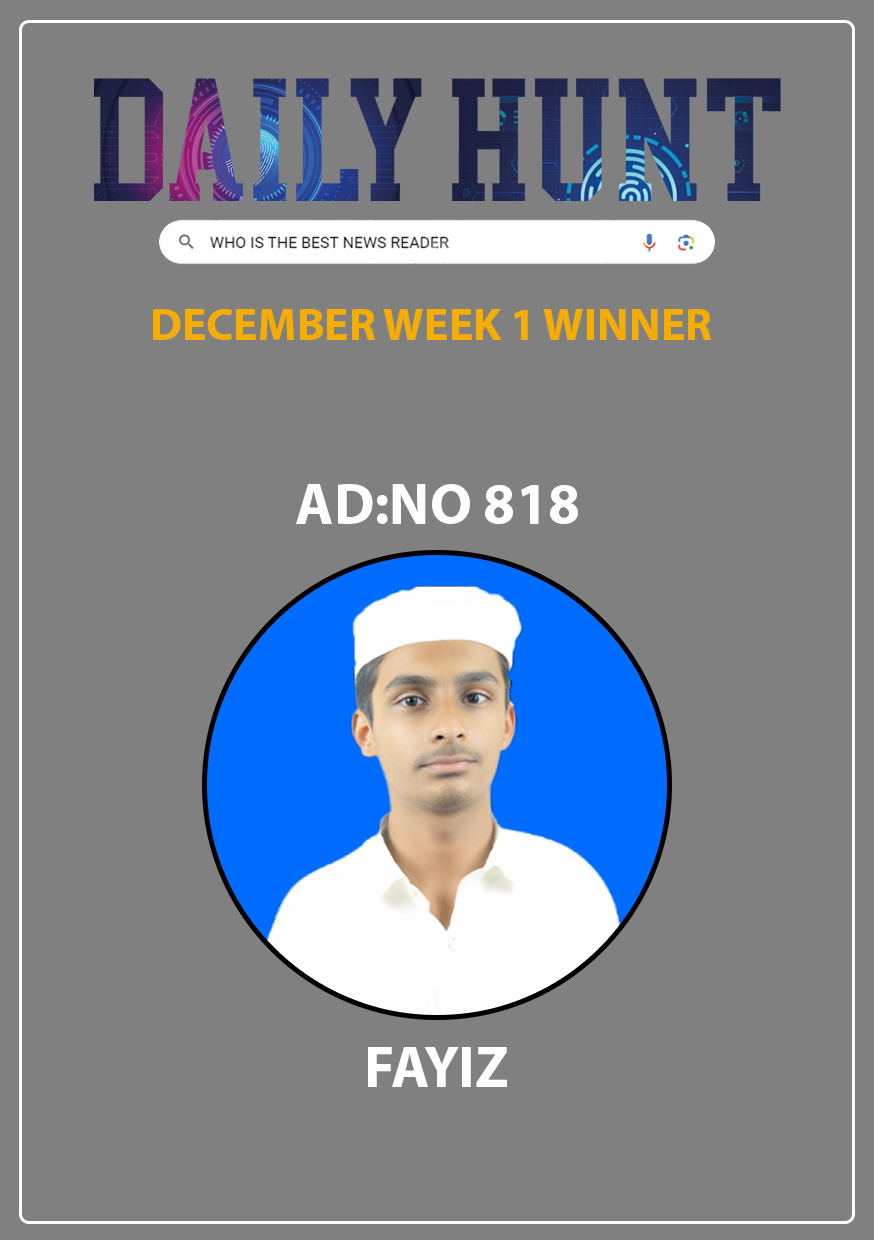 DAILY HUNT
WHO IS THE BEST NEWS READER
DECEMBER WEEK 1 WINNER
AD:NO 818
FAYIZ